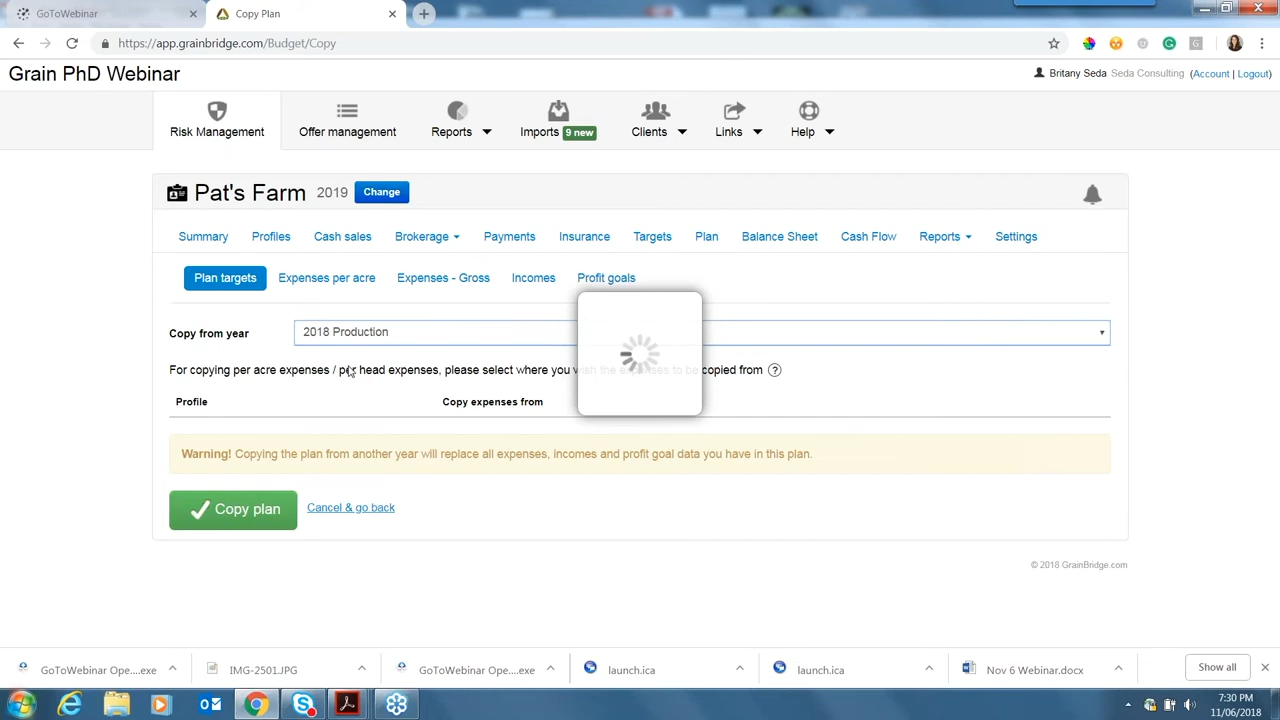 GoToWebinar
Copy Plan
https://app.grainbridge.com/Budget/Copy
Grain PhD Webinar
Britany Seda Seda Consulting (Account | Logout)
Risk Management
Offer management
Reports
Imports 9 new
Clients
Links
Help
Pat's Farm 2019 Change
Summary Profiles Cash sales Brokerage Payments Insurance Targets Plan Balance Sheet Cash Flow Reports Settings
Plan targets Expenses per acre Expenses - Gross Incomes Profit goals
Copy from year 2018 Production
For copying per acre expenses / per head expenses, please select where you wish the expenses to be copied from ?
Profile Copy expenses from
Warning! Copying the plan from another year will replace all expenses, incomes and profit goal data you have in this plan.
Copy plan Cancel & go back
© 2018 GrainBridge.com
GoToWebinar Ope....exe
IMG-2501.JPG
GoToWebinar Ope....exe
launch.ica
launch.ica
Nov 6 Webinar.docx
Show all
7:30 PM
11/06/2018